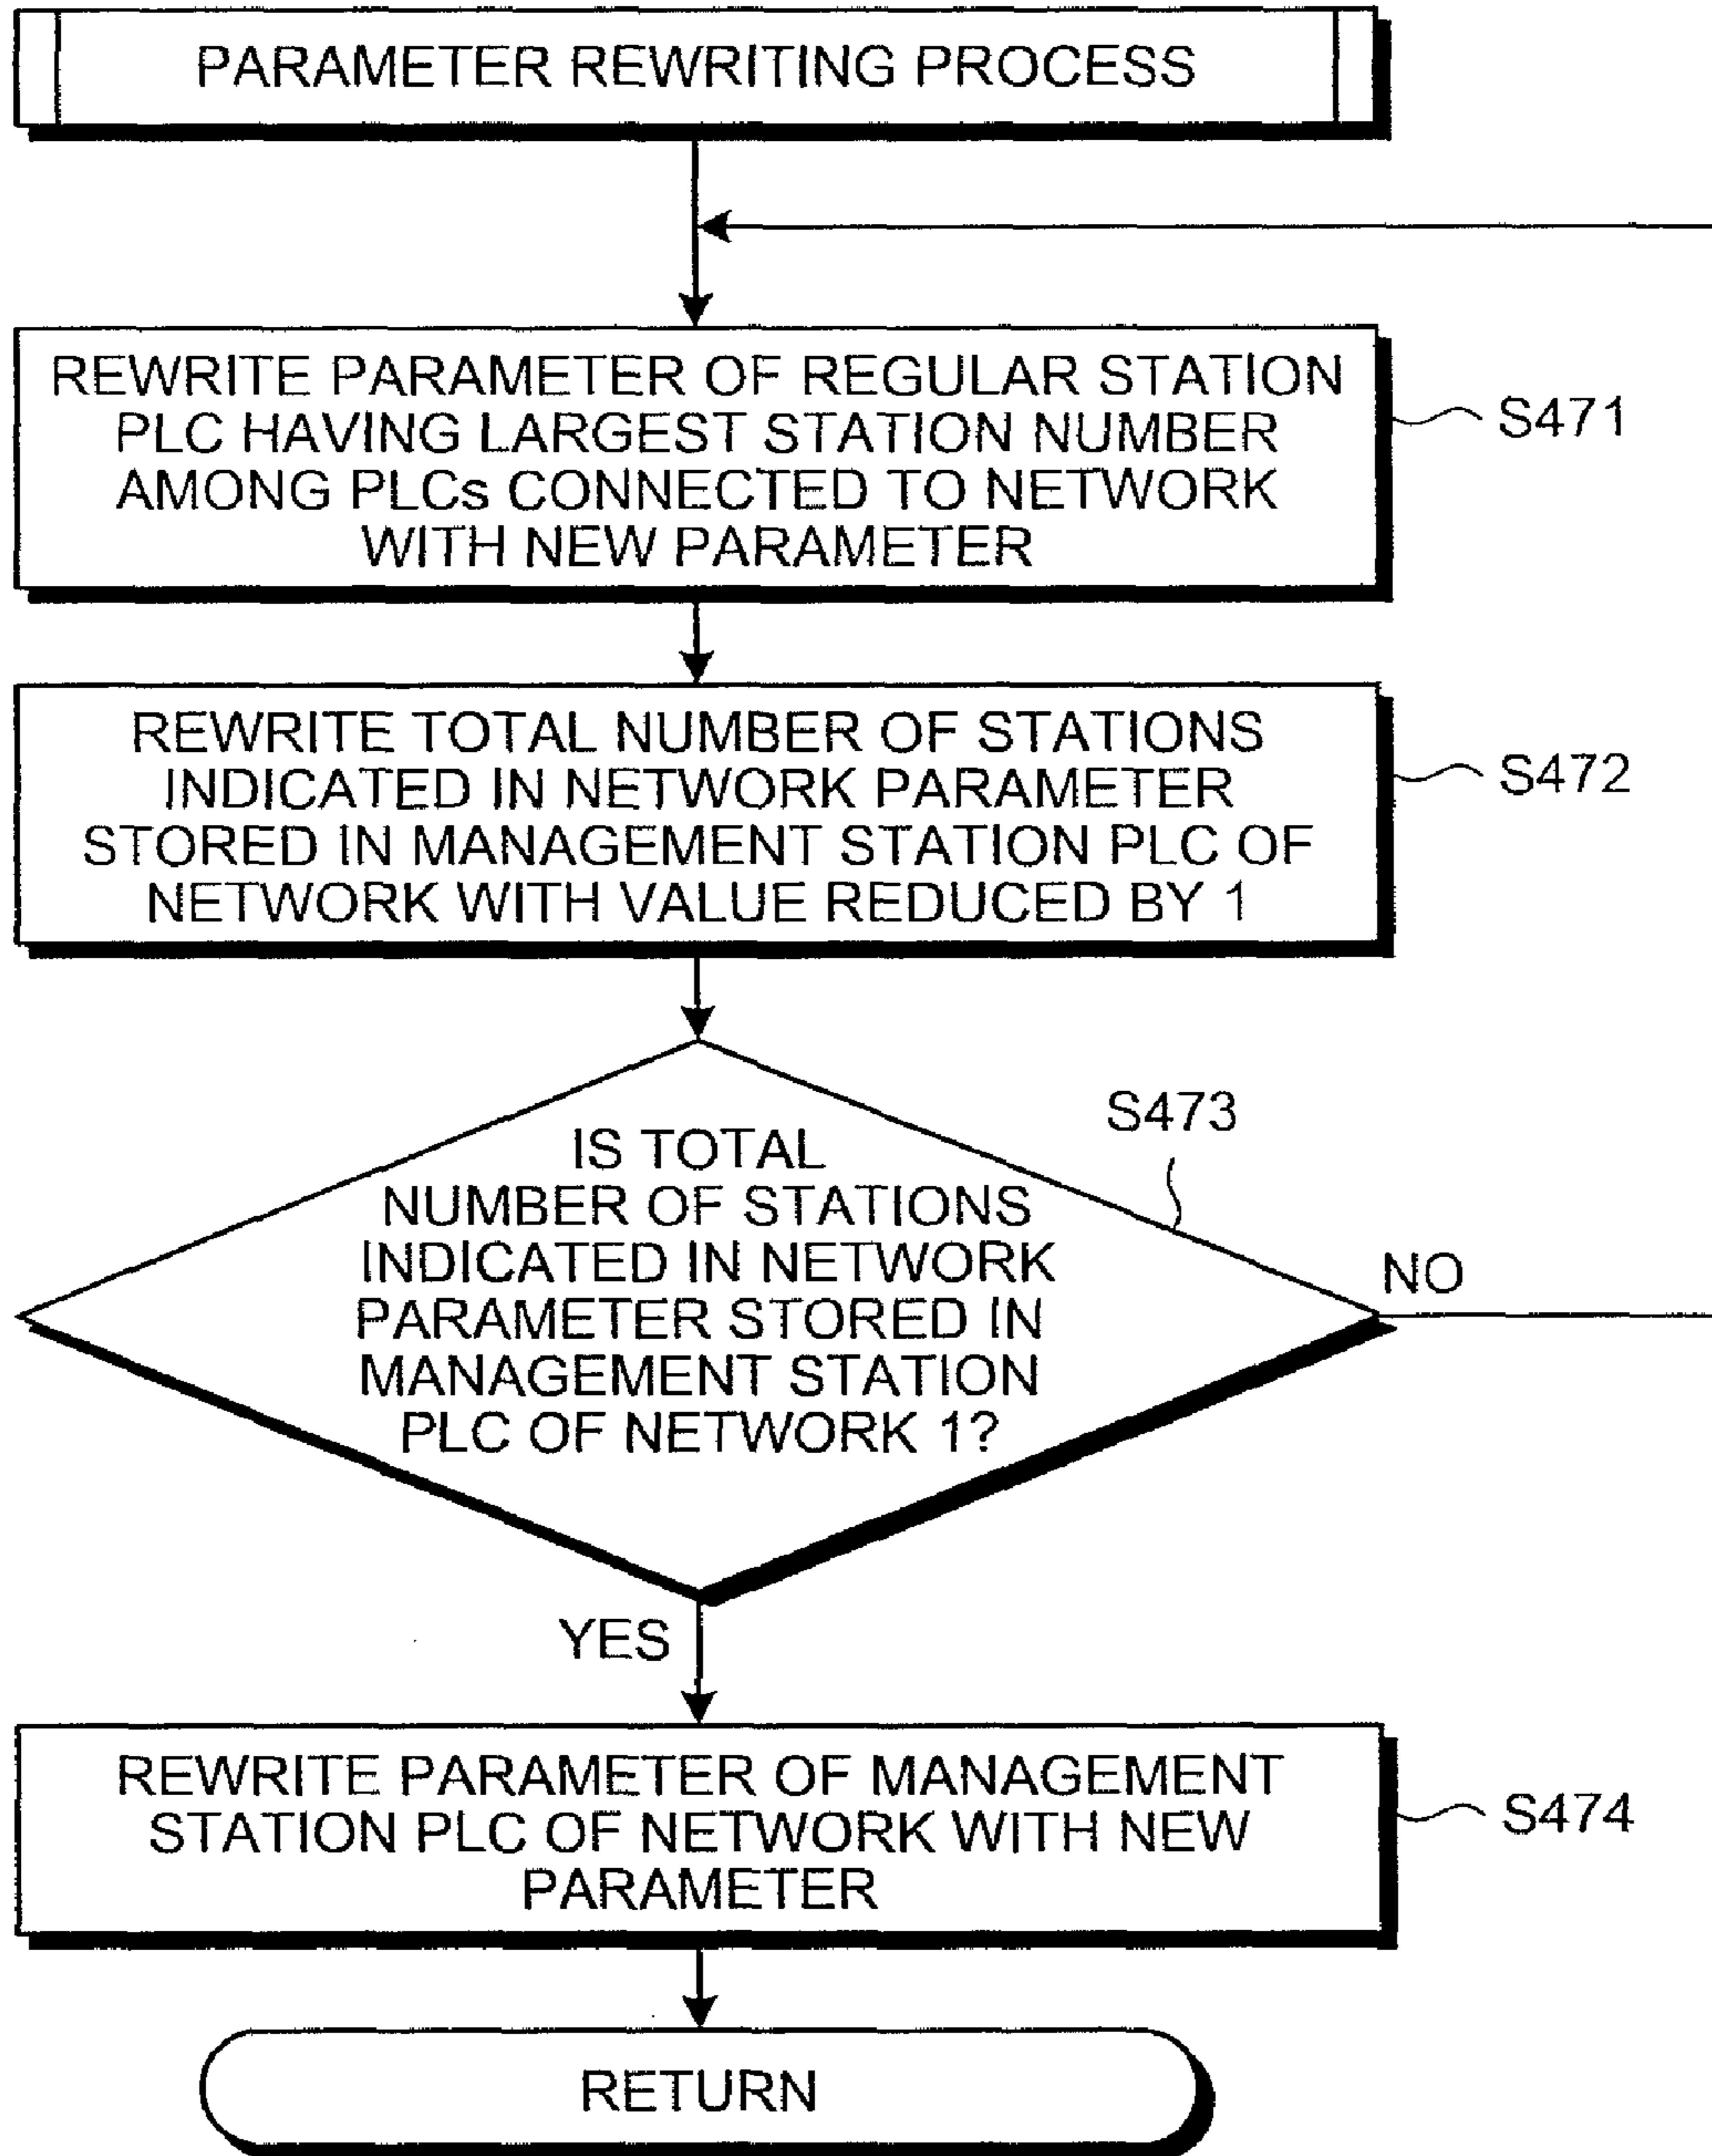 PARAMETER REWRITING PROCESS
REWRITE PARAMETER OF REGULAR STATION
PLC HAVING LARGEST STATION NUMBER
AMONG PLCs CONNECTED TO NETWORK
WITH NEW PARAMETER
S471
REWRITE TOTAL NUMBER OF STATIONS
INDICATED IN NETWORK PARAMETER
STORED IN MANAGEMENT STATION PLC OF
NETWORK WITH VALUE REDUCED BY 1
S472
S473
IS TOTAL
NUMBER OF STATIONS
INDICATED IN NETWORK
PARAMETER STORED IN
MANAGEMENT STATION
PLC OF NETWORK 1?
NO
YES
REWRITE PARAMETER OF MANAGEMENT
STATION PLC OF NETWORK WITH NEW
PARAMETER
S474
RETURN